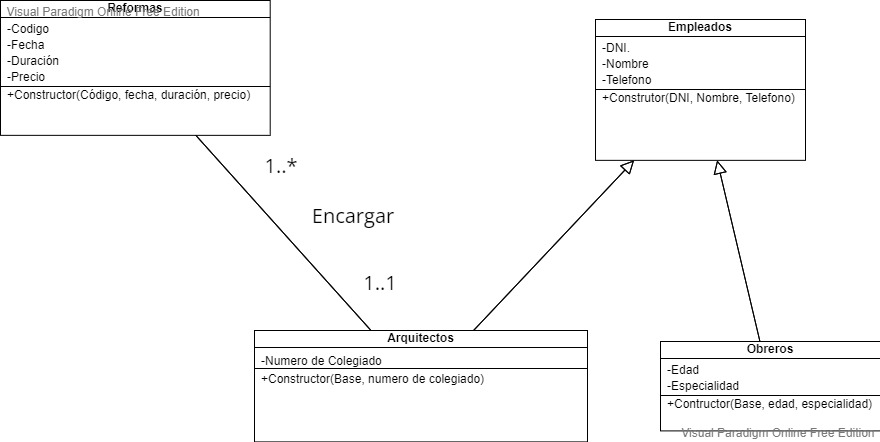 Reformas
Visual Paradigm Online Free Edition
-Codigo
-Fecha
-Duración
-Precio
+Constructor(Código, fecha, duración, precio)
Empleados
-DNI.
-Nombre
-Telefono
+Construtor(DNI, Nombre, Telefono)
1..*
Encargar
1..1
Arquitectos
-Numero de Colegiado
+Constructor(Base, numero de colegiado)
Obreros
-Edad
-Especialidad
+Contructor(Base, edad, especialidad)
Visual Paradigm Online Free Edition